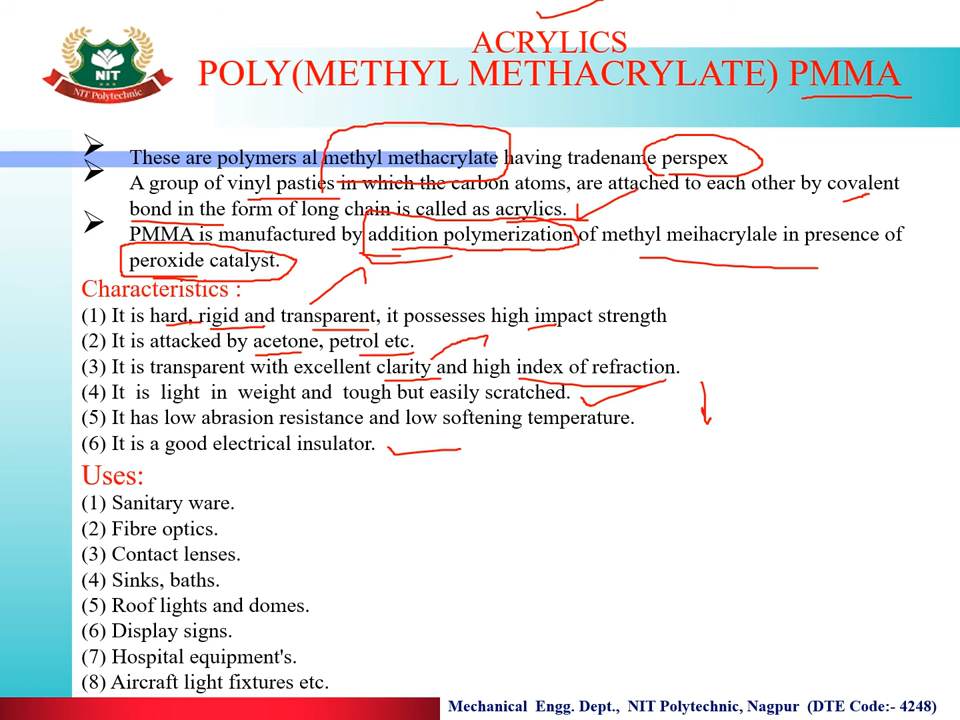 ACRYLICS
POLY(METHYL METHACRYLATE) PMMA
NIT
NIT Polytechnic
These are polymers al methyl methacrylate having tradename perspex
A group of vinyl pasties in which the carbon atoms, are attached to each other by covalent
bond in the form of long chain is called as acrylics.
PMMA is manufactured by addition polymerization of methyl meihacrylale in presence of
peroxide catalyst.
Characteristics :
(1) It is hard, rigid and transparent, it possesses high impact strength
(2) It is attacked by acetone, petrol etc.
(3) It is transparent with excellent clarity and high index of refraction.
(4) It is light in weight and tough but easily scratched.
(5) It has low abrasion resistance and low softening temperature.
(6) It is a good electrical insulator.
Uses:
(1) Sanitary ware.
(2) Fibre optics.
(3) Contact lenses.
(4) Sinks, baths.
(5) Roof lights and domes.
(6) Display signs.
(7) Hospital equipment's.
(8) Aircraft light fixtures etc.
Mechanical Engg. Dept., NIT Polytechnic, Nagpur (DTE Code:- 4248)